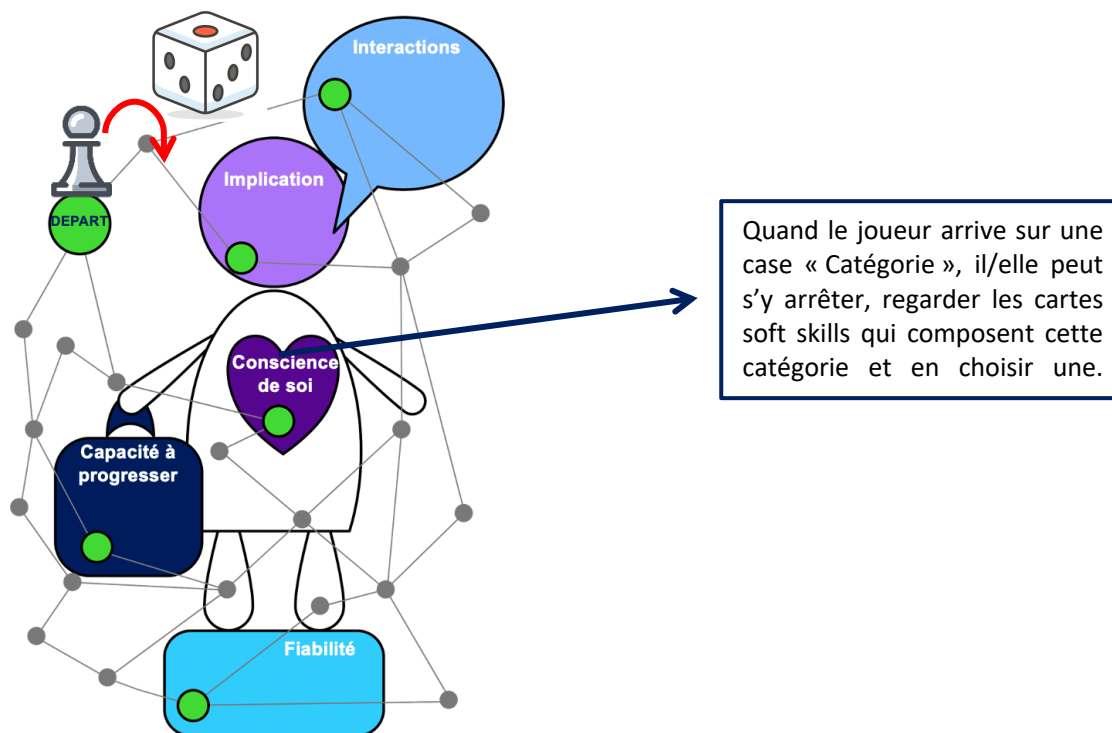 Interactions
Implication
DEPART
Conscience
de soi
Capacité à
progresser
Fiabilité
Quand le joueur arrive sur une
case « Catégorie », il/elle peut
s’y arrêter, regarder les cartes
soft skills qui composent cette
catégorie et en choisir une.